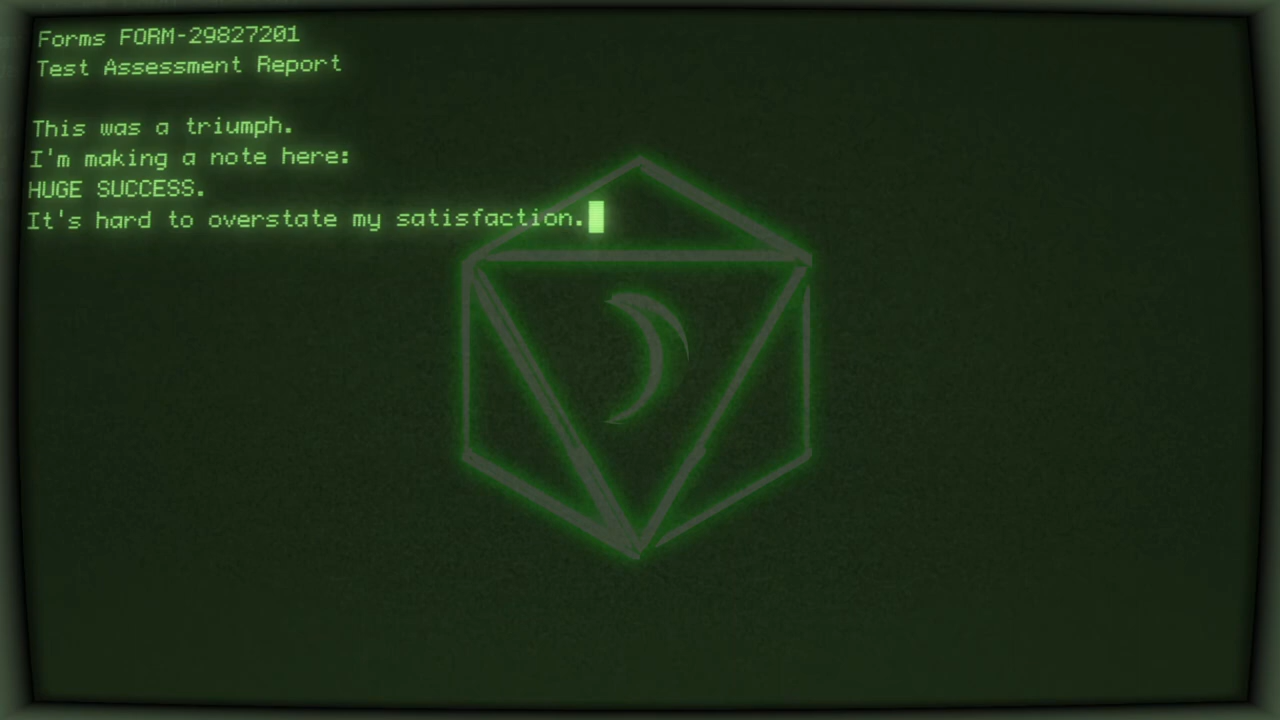 Forms FORM-29827201
Test Assessment Report
This was a triumph.
I'm making a note here:
HUGE SUCCESS.
It's hard to overstate my satisfaction.